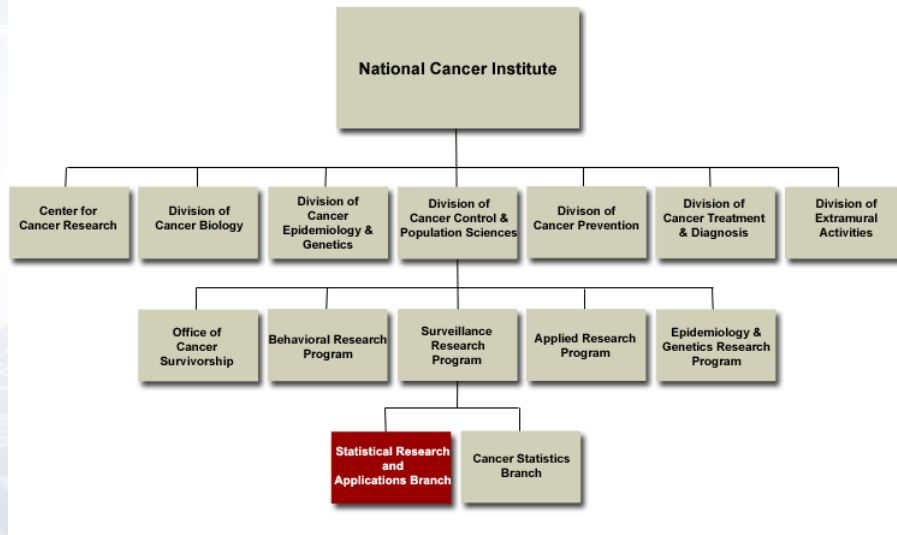 National Cancer Institute
Center for
Cancer Research
Division of
Cancer Biology
Division of
Cancer
Epidemiology &
Genetics
Division of
Cancer Control &
Population Sciences
Divison of
Cancer Prevention
Division of
Cancer Treatment
& Diagnosis
Division of
Extramural
Activities
Office of
Cancer
Survivorship
Behavioral Research
Program
Surveillance
Research
Program
Applied Research
Program
Epidemiology &
Genetics Research
Program
Statistical Research
and
Applications Branch
Cancer Statistics
Branch